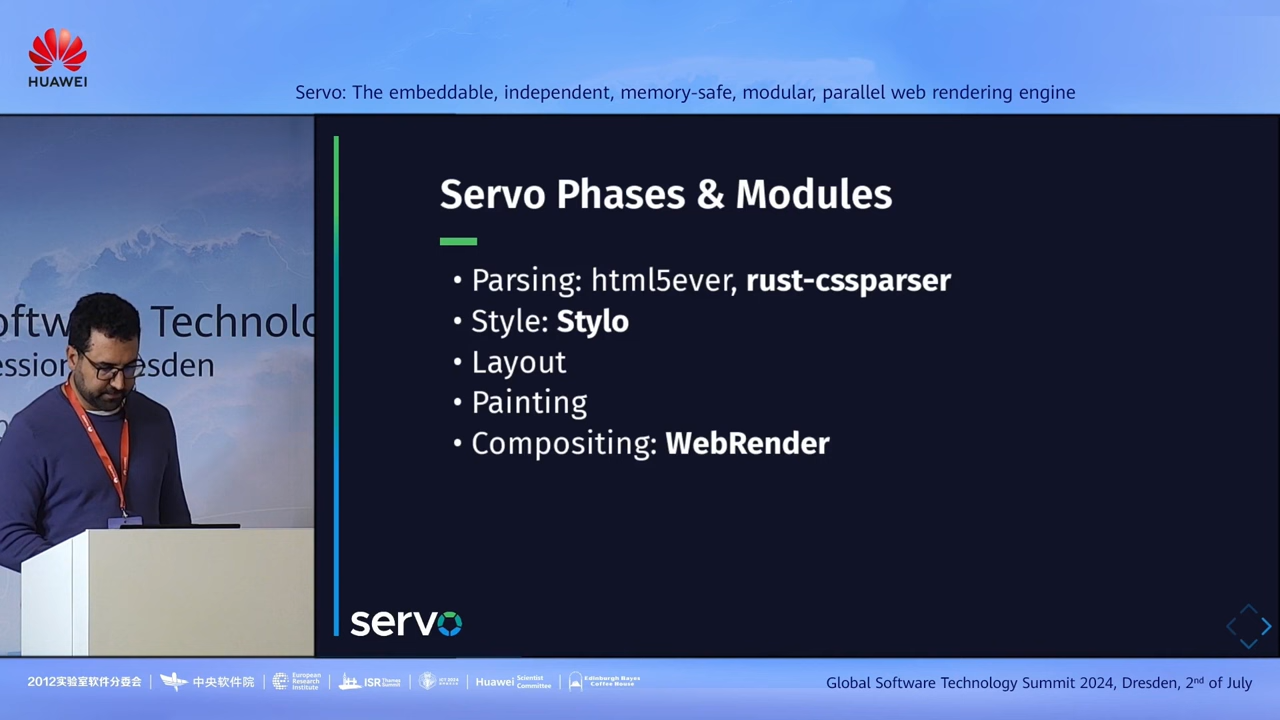 HUAWEI
Servo: The embeddable, independent, memory-safe, modular, parallel web rendering engine
Servo Phases & Modules
• Parsing: html5ever, rust-cssparser
• Style: Stylo
• Layout
• Painting
• Compositing: WebRender
servo
Technolo
esden
2012实验室软件分委会
中央软件院
European
Research
Institute
ISR
Huawei Scientist
Committee
Edinburgh Bayes
Coffee House
Global Software Technology Summit 2024, Dresden, 2nd of July